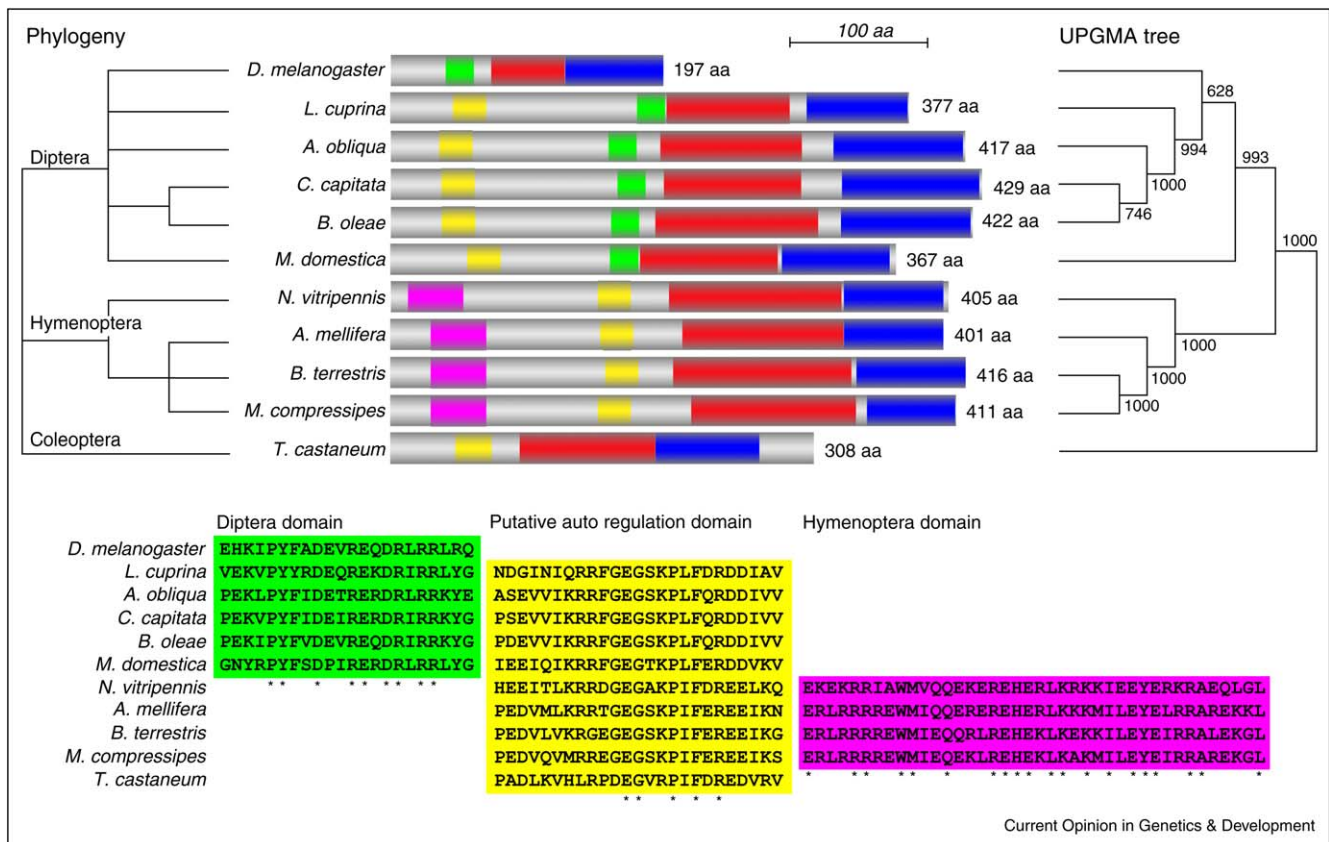 Phylogeny
100 aa
UPGMA tree
D. melanogaster 197 aa
L. cuprina 377 aa
A. obliqua 417 aa
C. capitata 429 aa
B. oleae 422 aa
M. domestica 367 aa
N. vitripennis 405 aa
A. mellifera 401 aa
B. terrestris 416 aa
M. compressipes 411 aa
T. castaneum 308 aa
Diptera
Hymenoptera
Coleoptera
628
994
993
1000
746
1000
1000
1000
1000
Diptera domain
Putative auto regulation domain
Hymenoptera domain
D. melanogaster EHKIPYFADEVREQDRLRRLRQ
L. cuprina VEKVPYYRDEQREKDRIRRLYG NDGINIQRRFGEGSKPLFDRDDIAV
A. obliqua PEKLPYFIDETRERDRLRRKYE ASEVVIKRRFGEGSKPLFQRDDIVV
C. capitata PEKVPYFIDEIRERDRIRRKYG PSEVVIKRRFGEGSKPLFQRDDIVV
B. oleae PEKIPYFVDEVREQDRIRRKYG PDEVVIKRRFGEGSKPLFQRDDIVV
M. domestica GNYRPYFSDPIRERDRLRRLYG IEEIQIKRRFGEGTKPLFERDDVKV
N. vitripennis HEEITLKRRDGEGAKPIFDREELKQ EKEKRRIAWMVQQEKEREHERLKRKKIEEYERKRAEQLGL
A. mellifera PEDVMLKRRTGEGSKPIFEREEIKN ERLRRRREWMIQQEREREHERLKKKMILEYELRRAREKKL
B. terrestris PEDVLVKRGEGEGSKPIFEREEIKG ERLRRRREWMIEQQRLREHEKLKEKKILEYEIRRALEKGL
M. compressipes PEDVQVMRREGEGSKPIFEREEIKS ERLRRRREWMIEQEKLREHEKLKAKMILEYEIRRAREKGL
T. castaneum PADLKVHLRPDEGVRPIFDREDVRV
Current Opinion in Genetics & Development